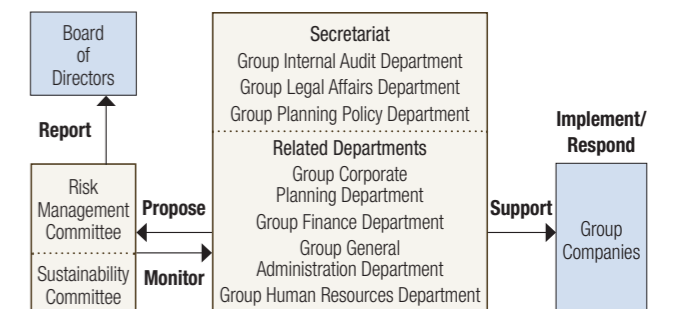 Board
of
Directors
Report
Risk
Management
Committee
Sustainability
Committee
Propose
Monitor
Secretariat
Group Internal Audit Department
Group Legal Affairs Department
Group Planning Policy Department
Related Departments
Group Corporate
Planning Department
Group Finance Department
Group General
Administration Department
Group Human Resources Department
Support
Implement/
Respond
Group
Companies